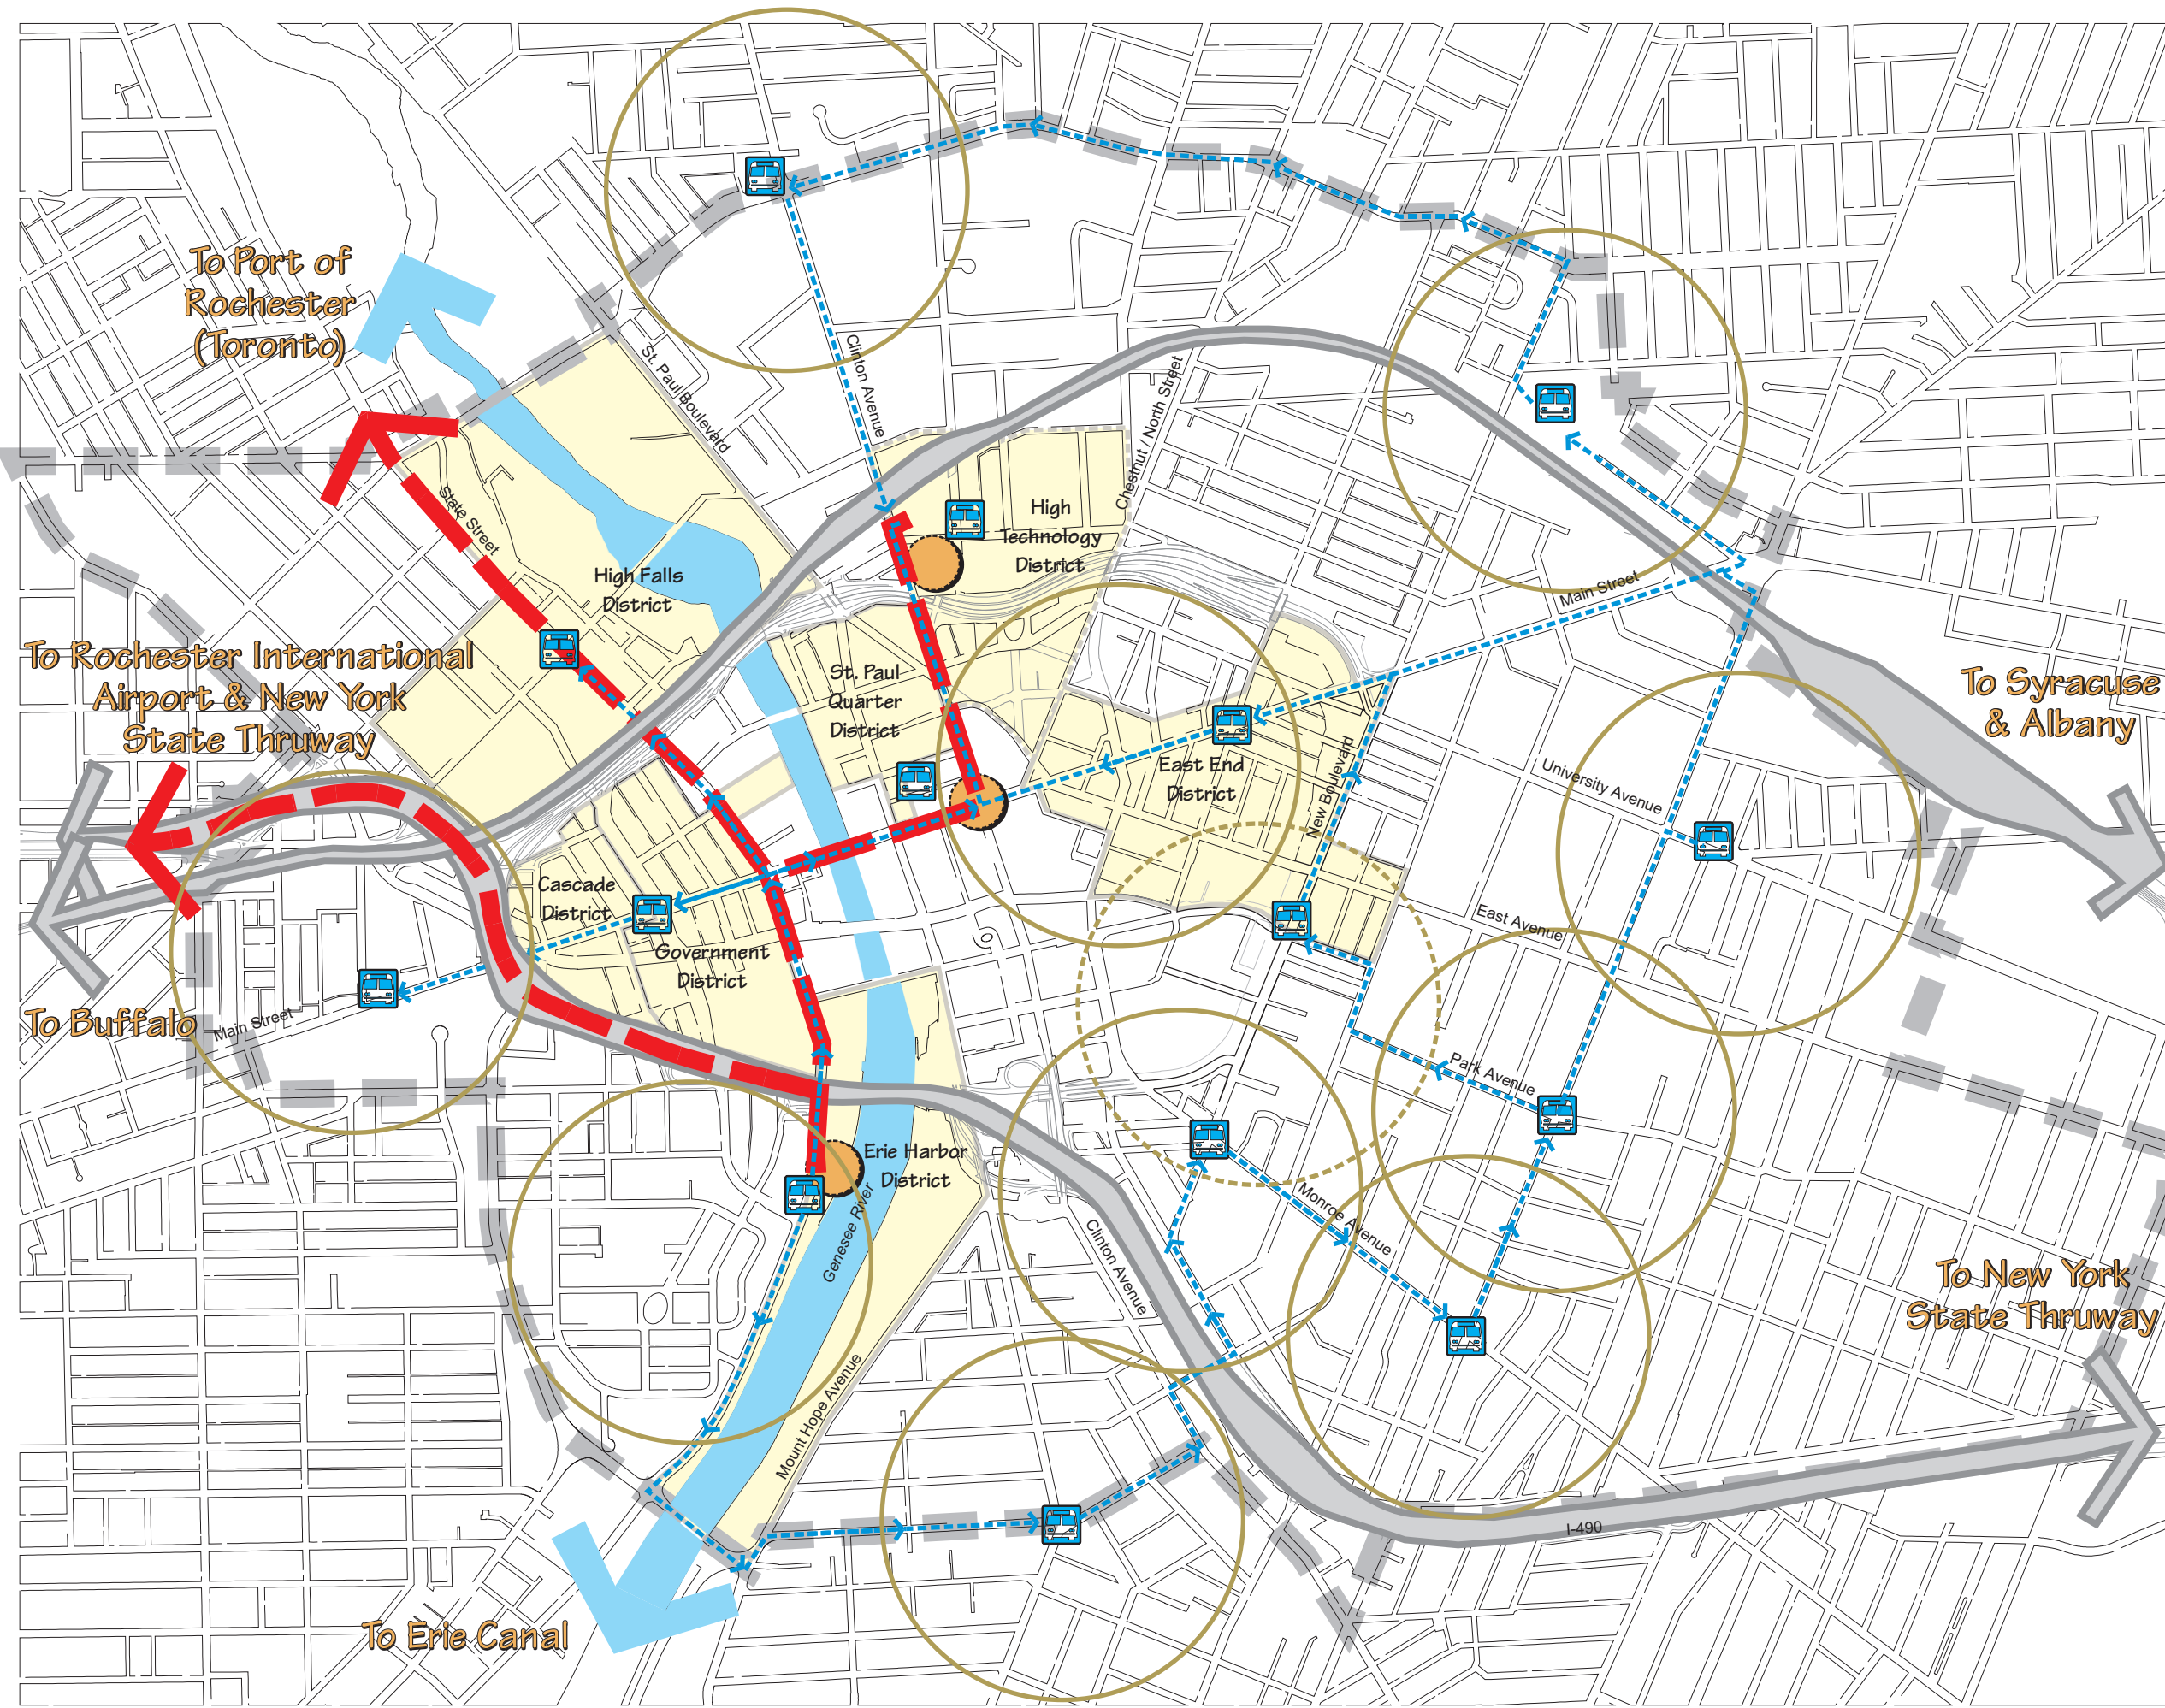 To Port of
Rochester
(Toronto)
St. Paul Boulevard
Clinton Avenue
Chestnut / North Street
State Street
High
Technology
District
High Falls
District
Main Street
To Rochester International
Airport & New York
State Thruway
St. Paul
Quarter
District
To Syracuse
& Albany
East End
District
New Boulevard
University Avenue
Cascade
District
East Avenue
Government
District
To Buffalo
Main Street
Park Avenue
Erie Harbor
District
Genesee River
Monroe Avenue
Clinton Avenue
To New York
State Thruway
Mount Hope Avenue
I-490
To Erie Canal